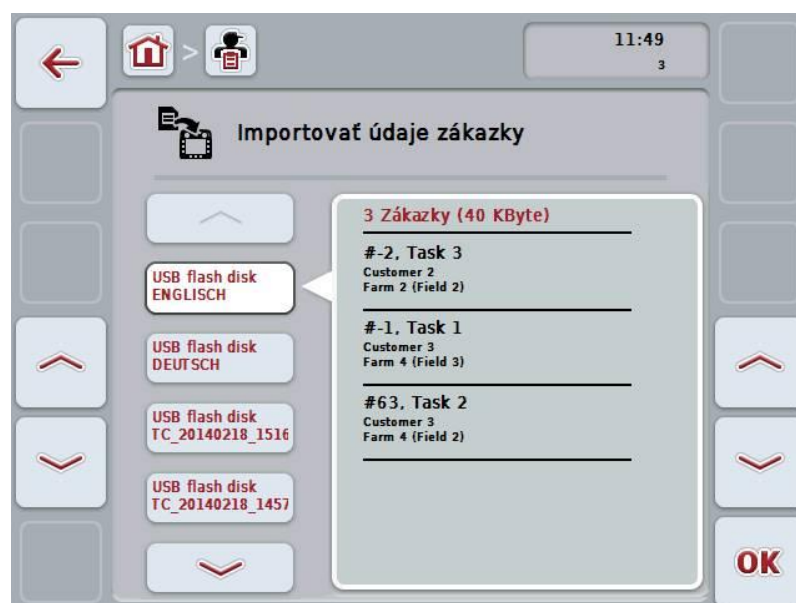 >
11:49
3
Importovať údaje zákazky
USB flash disk
ENGLISCH
USB flash disk
DEUTSCH
USB flash disk
TC_20140218_1516
USB flash disk
TC_20140218_1457
3 Zákazky (40 KByte)
#-2, Task 3
Customer 2
Farm 2 (Field 2)
#-1, Task 1
Customer 3
Farm 4 (Field 3)
#63, Task 2
Customer 3
Farm 4 (Field 2)
OK